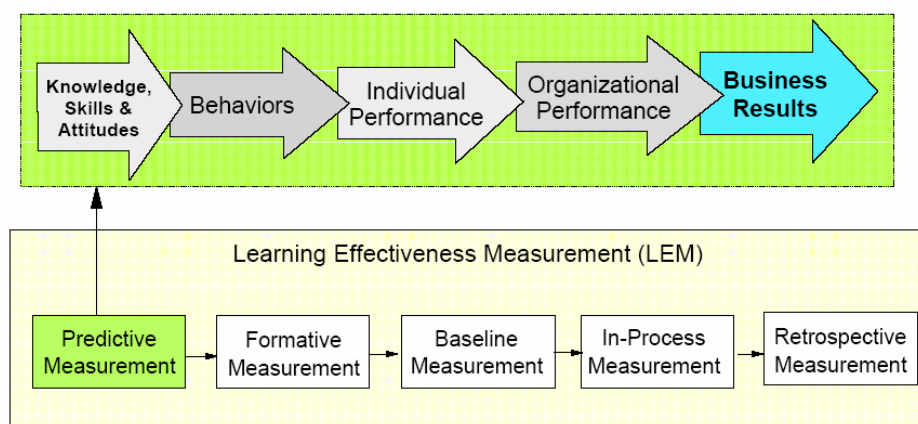 Knowledge,
Skills &
Attitudes
Behaviors
Individual
Performance
Organizational
Performance
Business
Results
Learning Effectiveness Measurement (LEM)
Predictive
Measurement
Formative
Measurement
Baseline
Measurement
In-Process
Measurement
Retrospective
Measurement